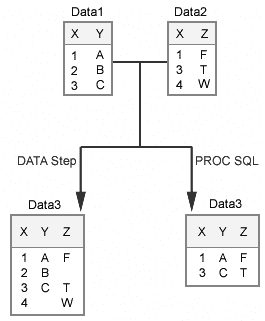 Data1 Data2
X Y X Z
1 A 1 F
2 B 3 T
3 C 4 W
DATA Step PROC SQL
Data3 Data3
X Y Z X Y Z
1 A F 1 A F
2 B 3 C T
3 C T
4 W